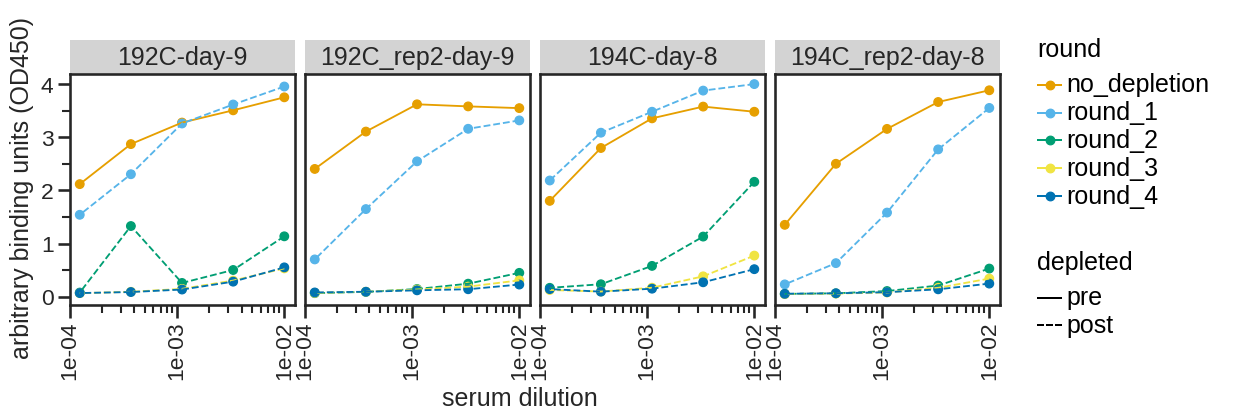 192C-day-9
192C_rep2-day-9
194C-day-8
194C_rep2-day-8
arbitrary binding units (OD450)
4
3
2
1
0
1e-04
1e-03
1e-02
1e-04
1e-03
1e-02
1e-04
1e-03
1e-02
1e-04
1e-03
1e-02
serum dilution
round
no_depletion
round_1
round_2
round_3
round_4
depleted
pre
post